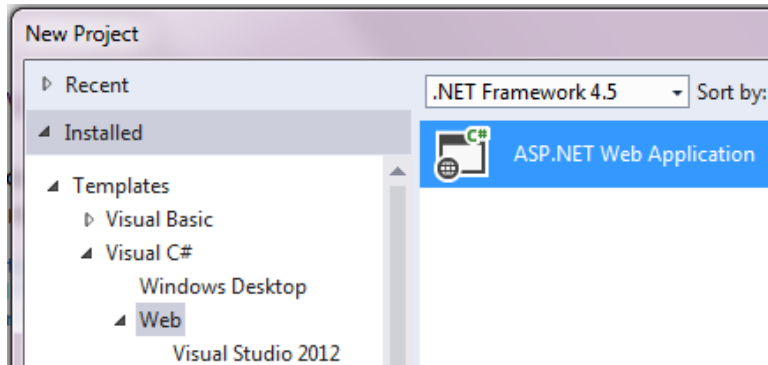 New Project
Recent
Installed
Templates
Visual Basic
Visual C#
Windows Desktop
Web
Visual Studio 2012
.NET Framework 4.5 Sort by:
C#
ASP.NET Web Application